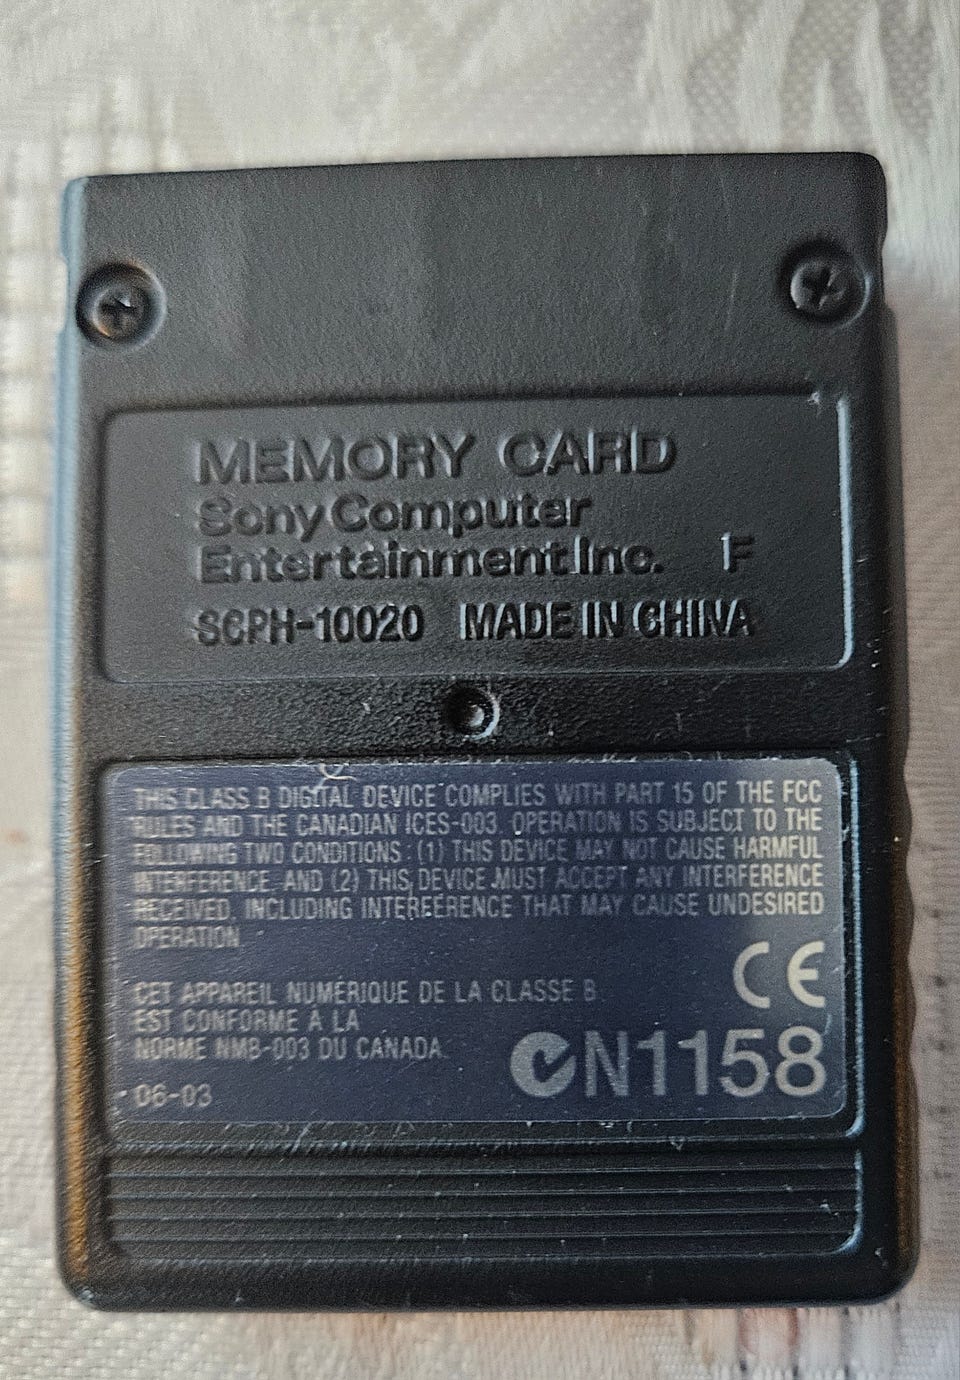 MEMORY CARD
Sony Computer
Entertainment Inc. 1F
SCPH-10020 MADE IN CHINA
THIS CLASS B DIGITAL DEVICE COMPLIES WITH PART 15 OF THE FCC
RULES AND THE CANADIAN ICES-003. OPERATION IS SUBJECT TO THE
FOLLOWING TWO CONDITIONS : (1) THIS DEVICE MAY NOT CAUSE HARMFUL
INTERFERENCE, AND (2) THIS DEVICE MUST ACCEPT ANY INTERFERENCE
RECEIVED, INCLUDING INTERFERENCE THAT MAY CAUSE UNDESIRED
OPERATION.
CE
CET APPAREIL NUMÉRIQUE DE LA CLASSE B
EST CONFORME À LA
NORME NMB-003 DU CANADA.
N1158
06-03